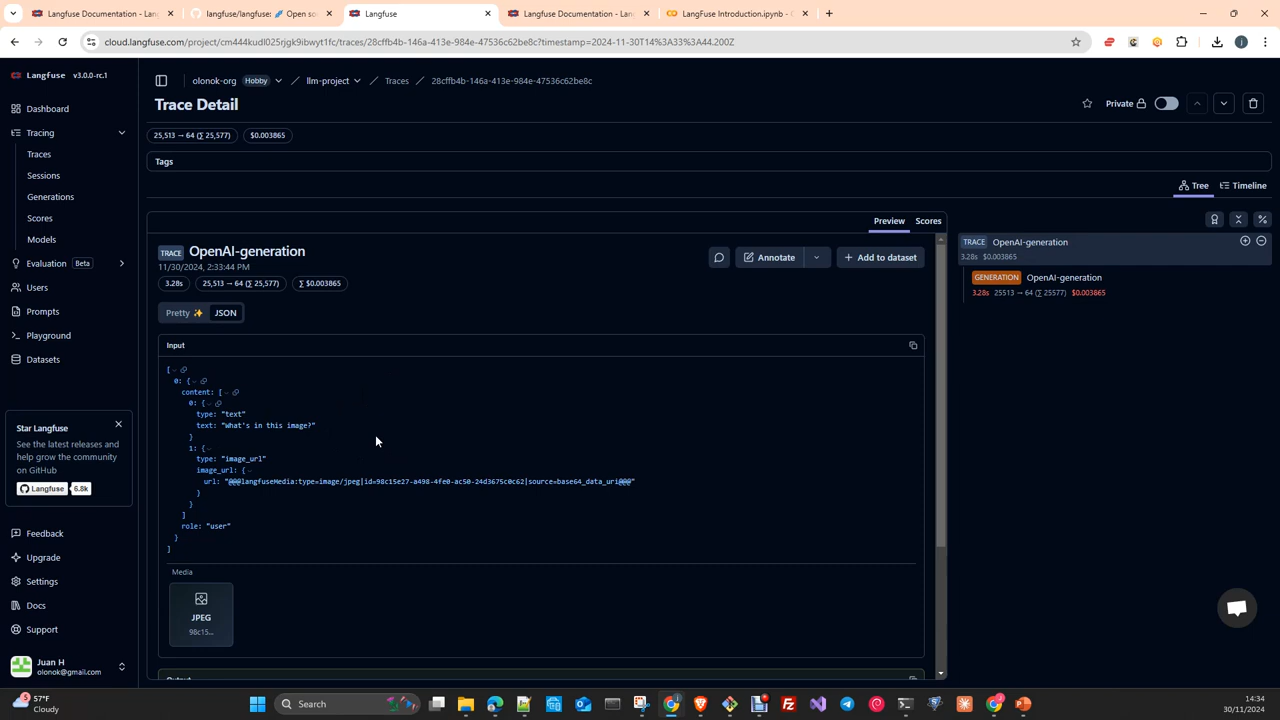 Langfuse Documentation - Lang
langfuse/langfuse: Open so
Langfuse
Langfuse Documentation - Lang
LangFuse Introduction.ipynb - C
cloud.langfuse.com/project/cm444kudl025rjgk9ibwyt1fc/traces/28cffb4b-146a-413e-984e-47536c62be8c?timestamp=2024-11-30T14%3A33%3A44.200Z
Langfuse v3.0.0-rc.1
olonok-org Hobby / llm-project / Traces / 28cffb4b-146a-413e-984e-47536c62be8c
Trace Detail
Private
25,513 → 64 (∑ 25,577) $0.003865
Tags
Tree Timeline
Dashboard
Tracing
Traces
Sessions
Generations
Scores
Models
Evaluation Beta
Users
Prompts
Playground
Datasets
Star Langfuse
See the latest releases and
help grow the community
on GitHub
Langfuse 6.8k
Feedback
Upgrade
Settings
Docs
Support
Juan H
olonok@gmail.com
Preview Scores
TRACE OpenAI-generation
11/30/2024, 2:33:44 PM
Annotate
+ Add to dataset
3.28s 25,513 → 64 (∑ 25,577) ∑ $0.003865
Pretty ✨ JSON
Input
[
0: {
content: [
0: {
type: "text"
text: "What's in this image?"
}
1: {
type: "image_url"
image_url: {
url: "@@@langfuseMedia:type=image/jpeg|id=98c15e27-a498-4fe0-ac50-24d3675c0c62|source=base64_data_uri@@@"
}
}
]
role: "user"
}
]
Media
JPEG
98c15...
TRACE OpenAI-generation
3.28s $0.003865
GENERATION OpenAI-generation
3.28s 25513 → 64 (∑ 25577) $0.003865
57°F
Cloudy
Search
14:34
30/11/2024